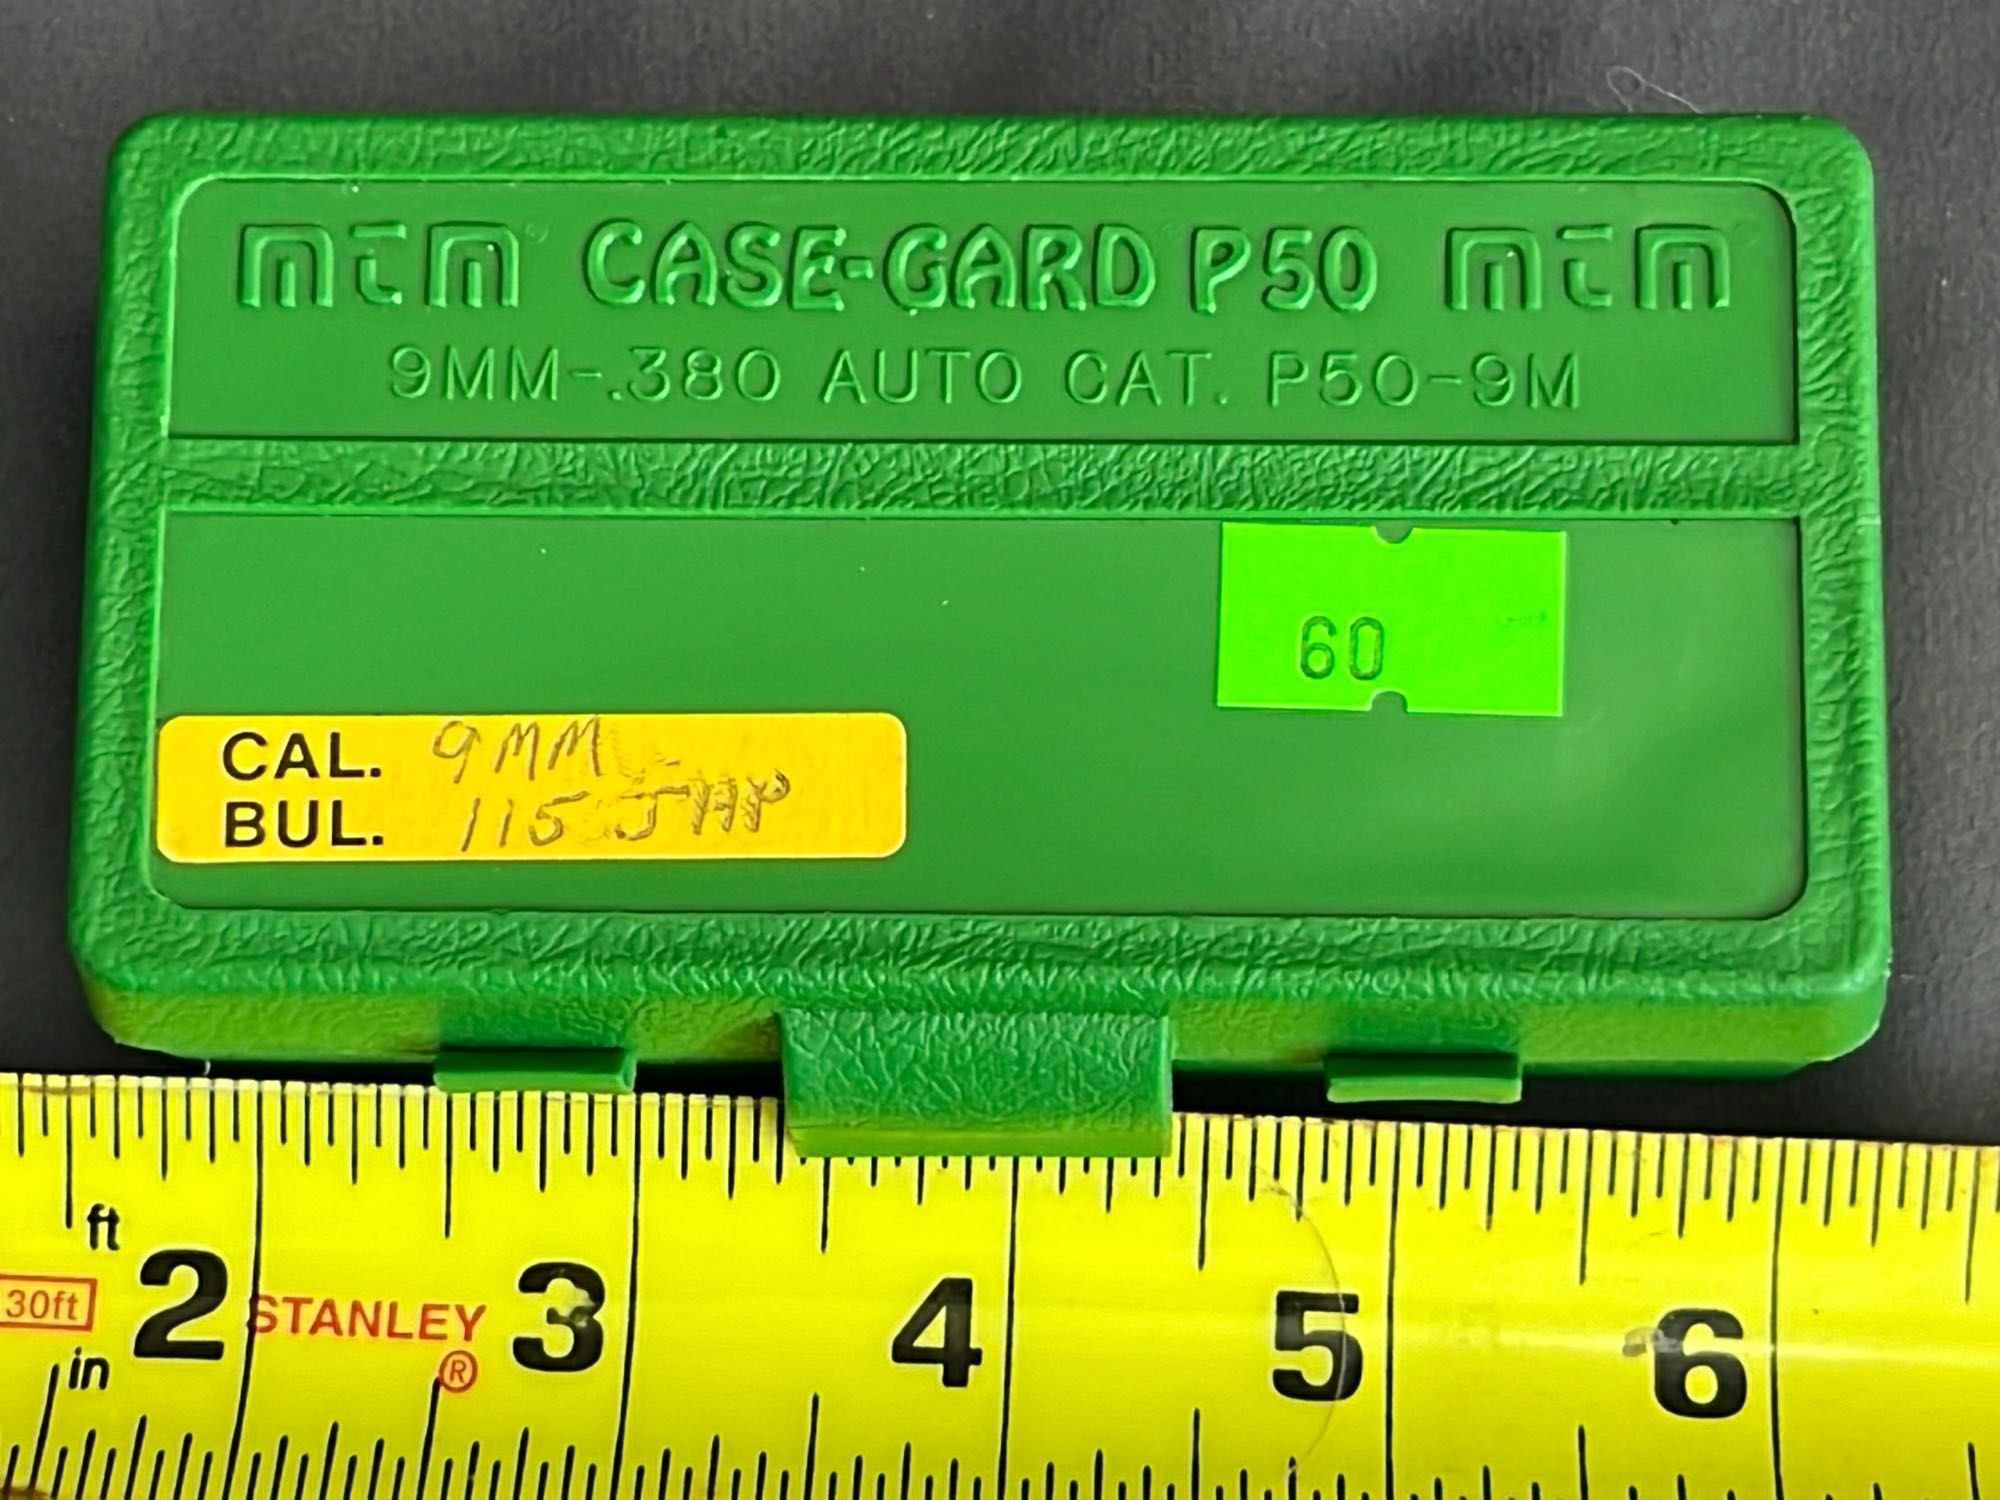 mtm® CASE-GARD P50 mtm
9MM-.380 AUTO CAT. P50-9M
60
CAL. 9MM
BUL. 115 JHP
ft
30ft 2 STANLEY® 3 4 5 6
in